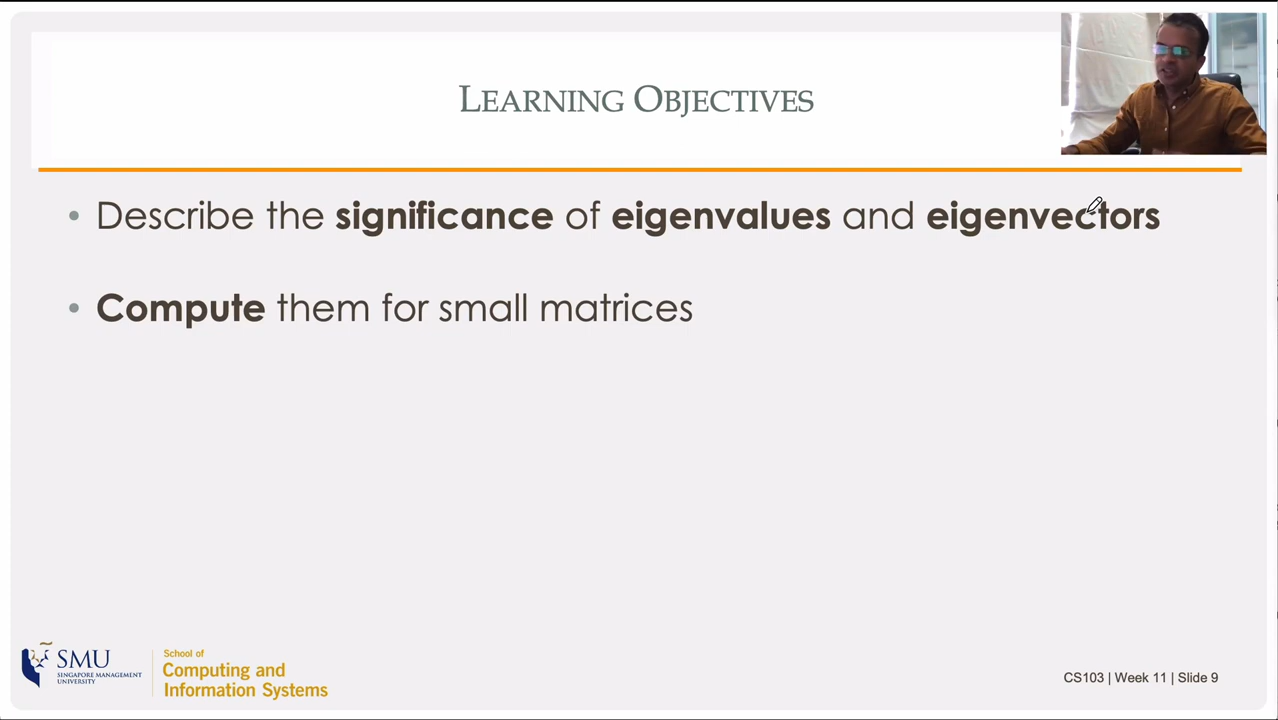 LEARNING OBJECTIVES
• Describe the significance of eigenvalues and eigenvectors
• Compute them for small matrices
SMU
SINGAPORE MANAGEMENT
UNIVERSITY
School of
Computing and
Information Systems
CS103 | Week 11 | Slide 9